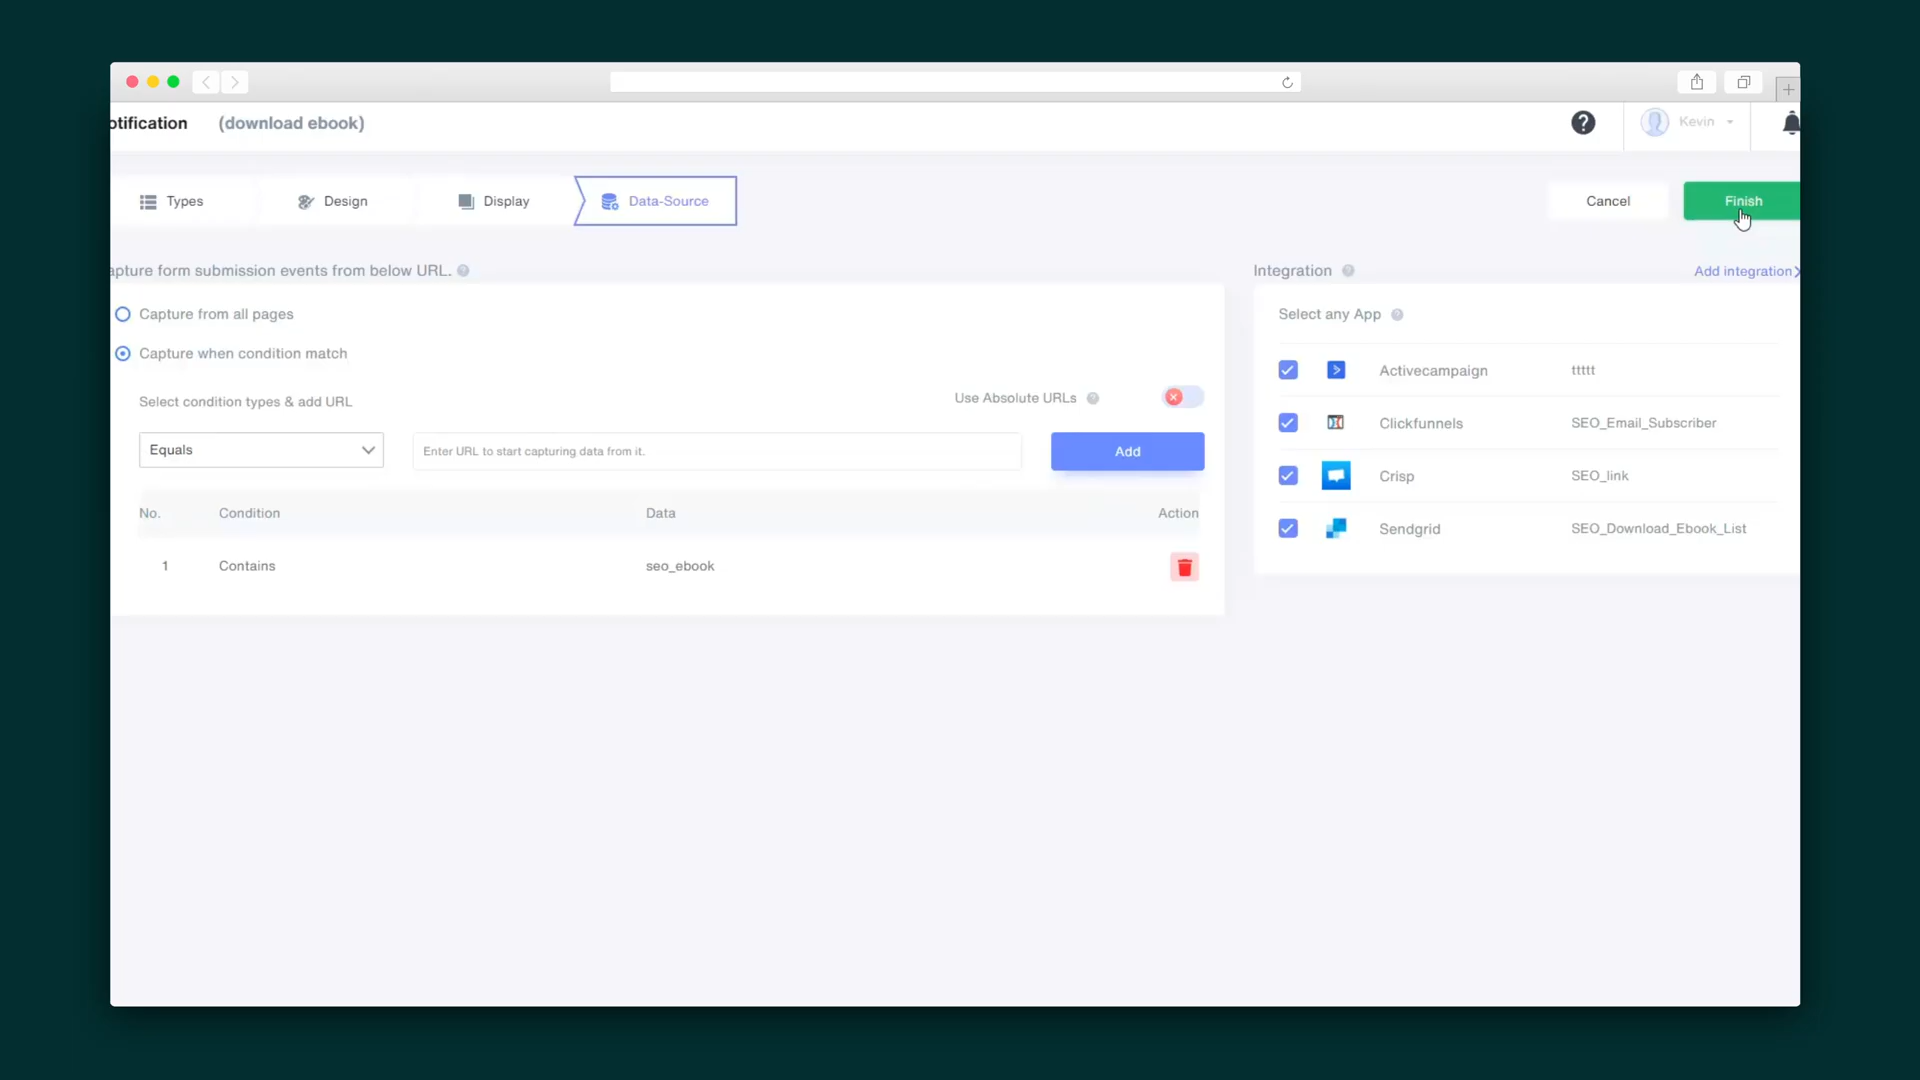 otification (download ebook)
Kevin
Types
Design
Display
Data-Source
Cancel
Finish
apture form submission events from below URL.
Capture from all pages
Capture when condition match
Select condition types & add URL
Use Absolute URLs
Equals
Enter URL to start capturing data from it.
Add
No. Condition Data Action
1 Contains seo_ebook
Integration
Add integration
Select any App
Activecampaign ttttt
Clickfunnels SEO_Email_Subscriber
Crisp SEO_link
Sendgrid SEO_Download_Ebook_List